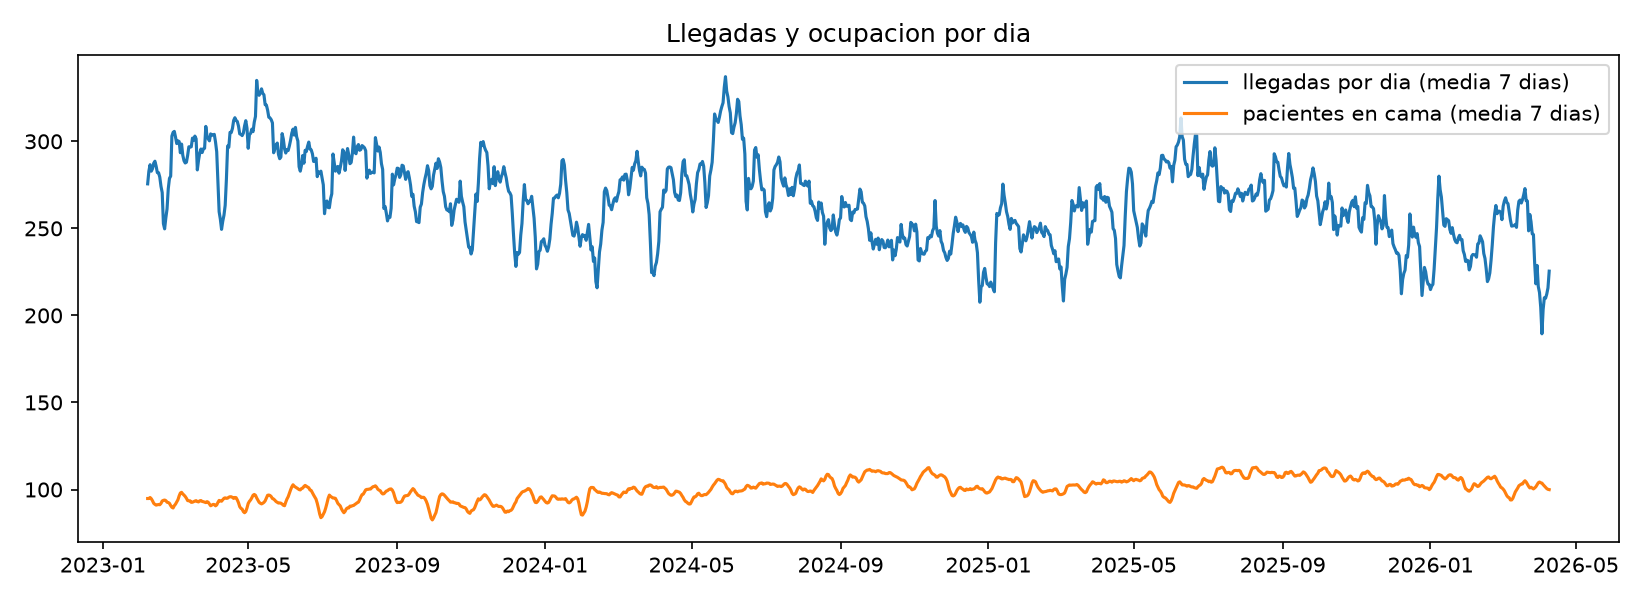 Llegadas y ocupacion por dia
llegadas por dia (media 7 dias)
pacientes en cama (media 7 dias)
300
250
200
150
100
2023-01 2023-05 2023-09 2024-01 2024-05 2024-09 2025-01 2025-05 2025-09 2026-01 2026-05